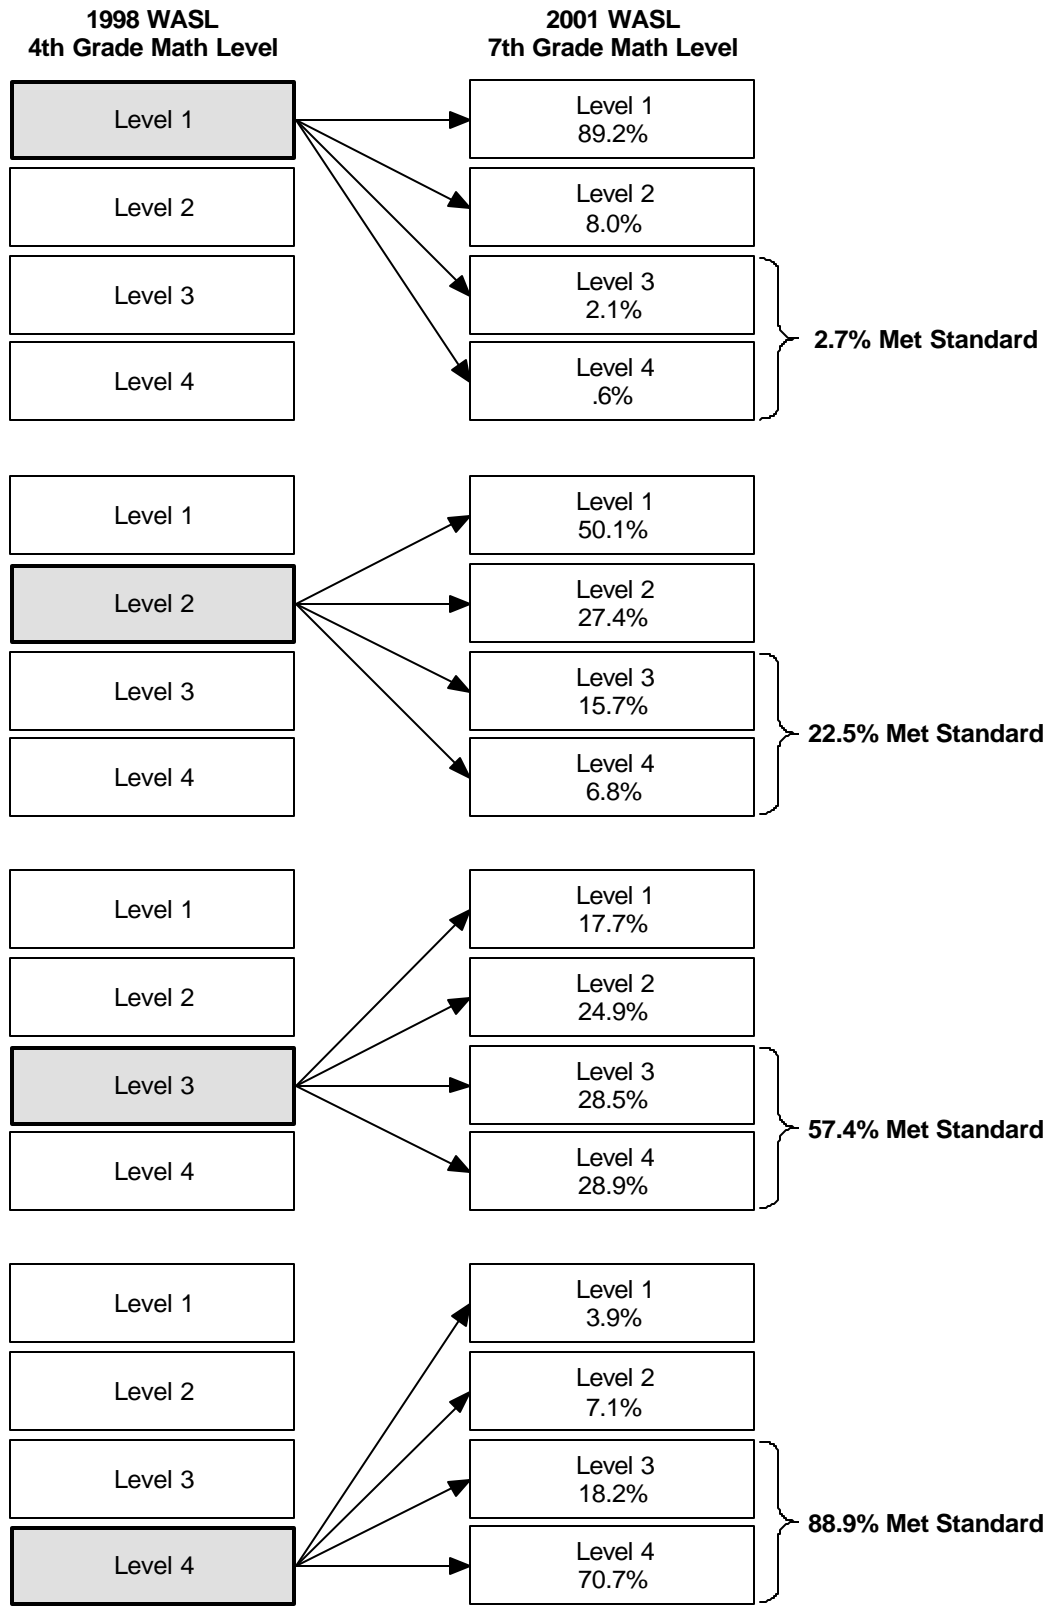 1998 WASL
4th Grade Math Level
2001 WASL
7th Grade Math Level
Level 1
Level 2
Level 3
Level 4
Level 1
89.2%
Level 2
8.0%
Level 3
2.1%
Level 4
.6%
2.7% Met Standard
Level 1
Level 2
Level 3
Level 4
Level 1
50.1%
Level 2
27.4%
Level 3
15.7%
Level 4
6.8%
22.5% Met Standard
Level 1
Level 2
Level 3
Level 4
Level 1
17.7%
Level 2
24.9%
Level 3
28.5%
Level 4
28.9%
57.4% Met Standard
Level 1
Level 2
Level 3
Level 4
Level 1
3.9%
Level 2
7.1%
Level 3
18.2%
Level 4
70.7%
88.9% Met Standard